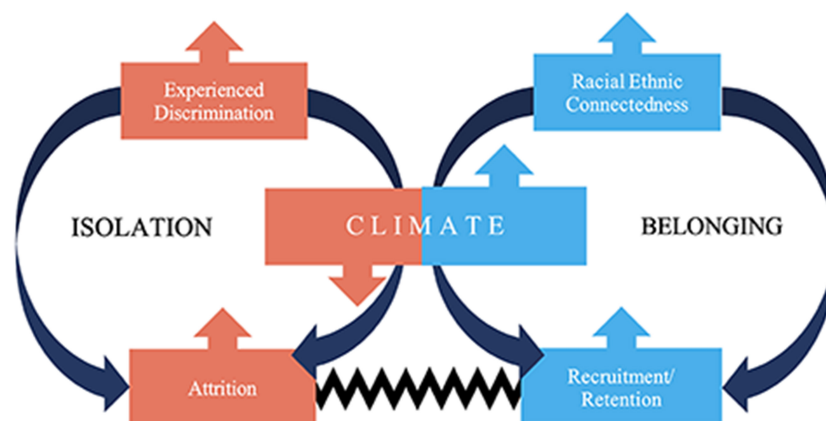 Experienced
Discrimination
Racial Ethnic
Connectedness
ISOLATION
CLIMATE
BELONGING
Attrition
Recruitment/
Retention